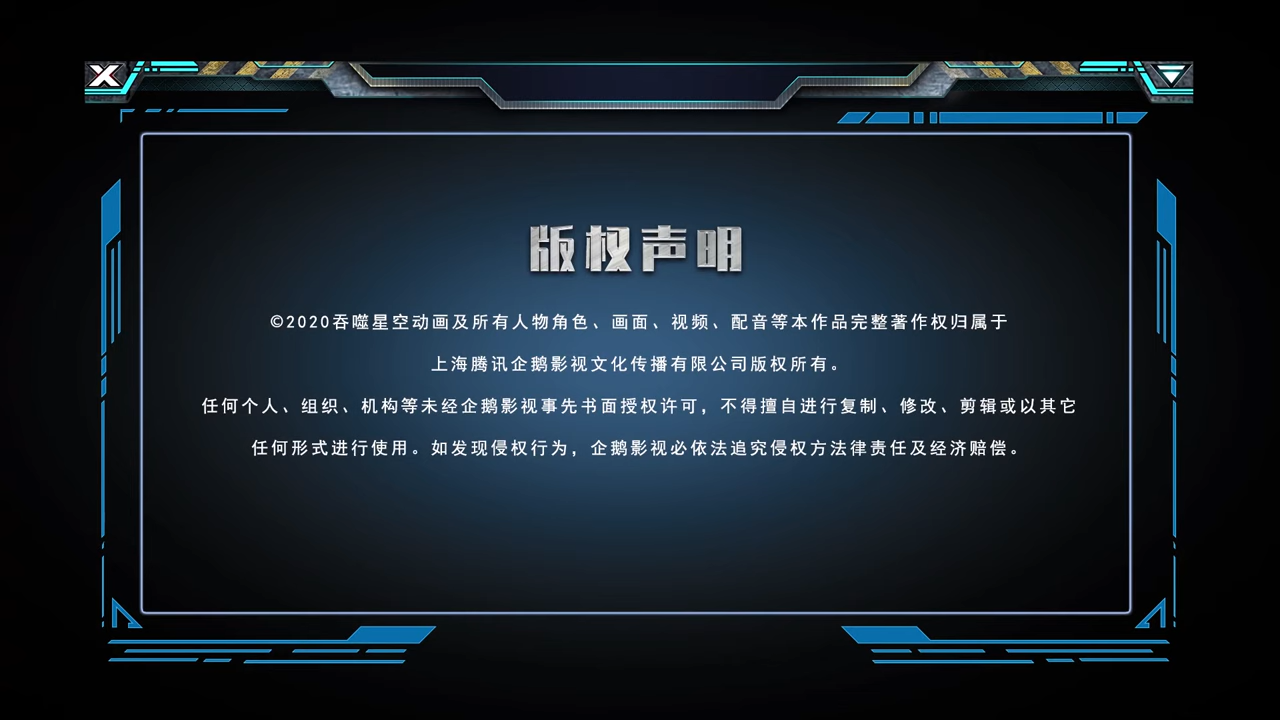 版权声明
©2020吞噬星空动画及所有人物角色、画面、视频、配音等本作品完整著作权归属于
上海腾讯企鹅影视文化传播有限公司版权所有。
任何个人、组织、机构等未经企鹅影视事先书面授权许可，不得擅自进行复制、修改、剪辑或以其它
任何形式进行使用。如发现侵权行为，企鹅影视必依法追究侵权方法律责任及经济赔偿。